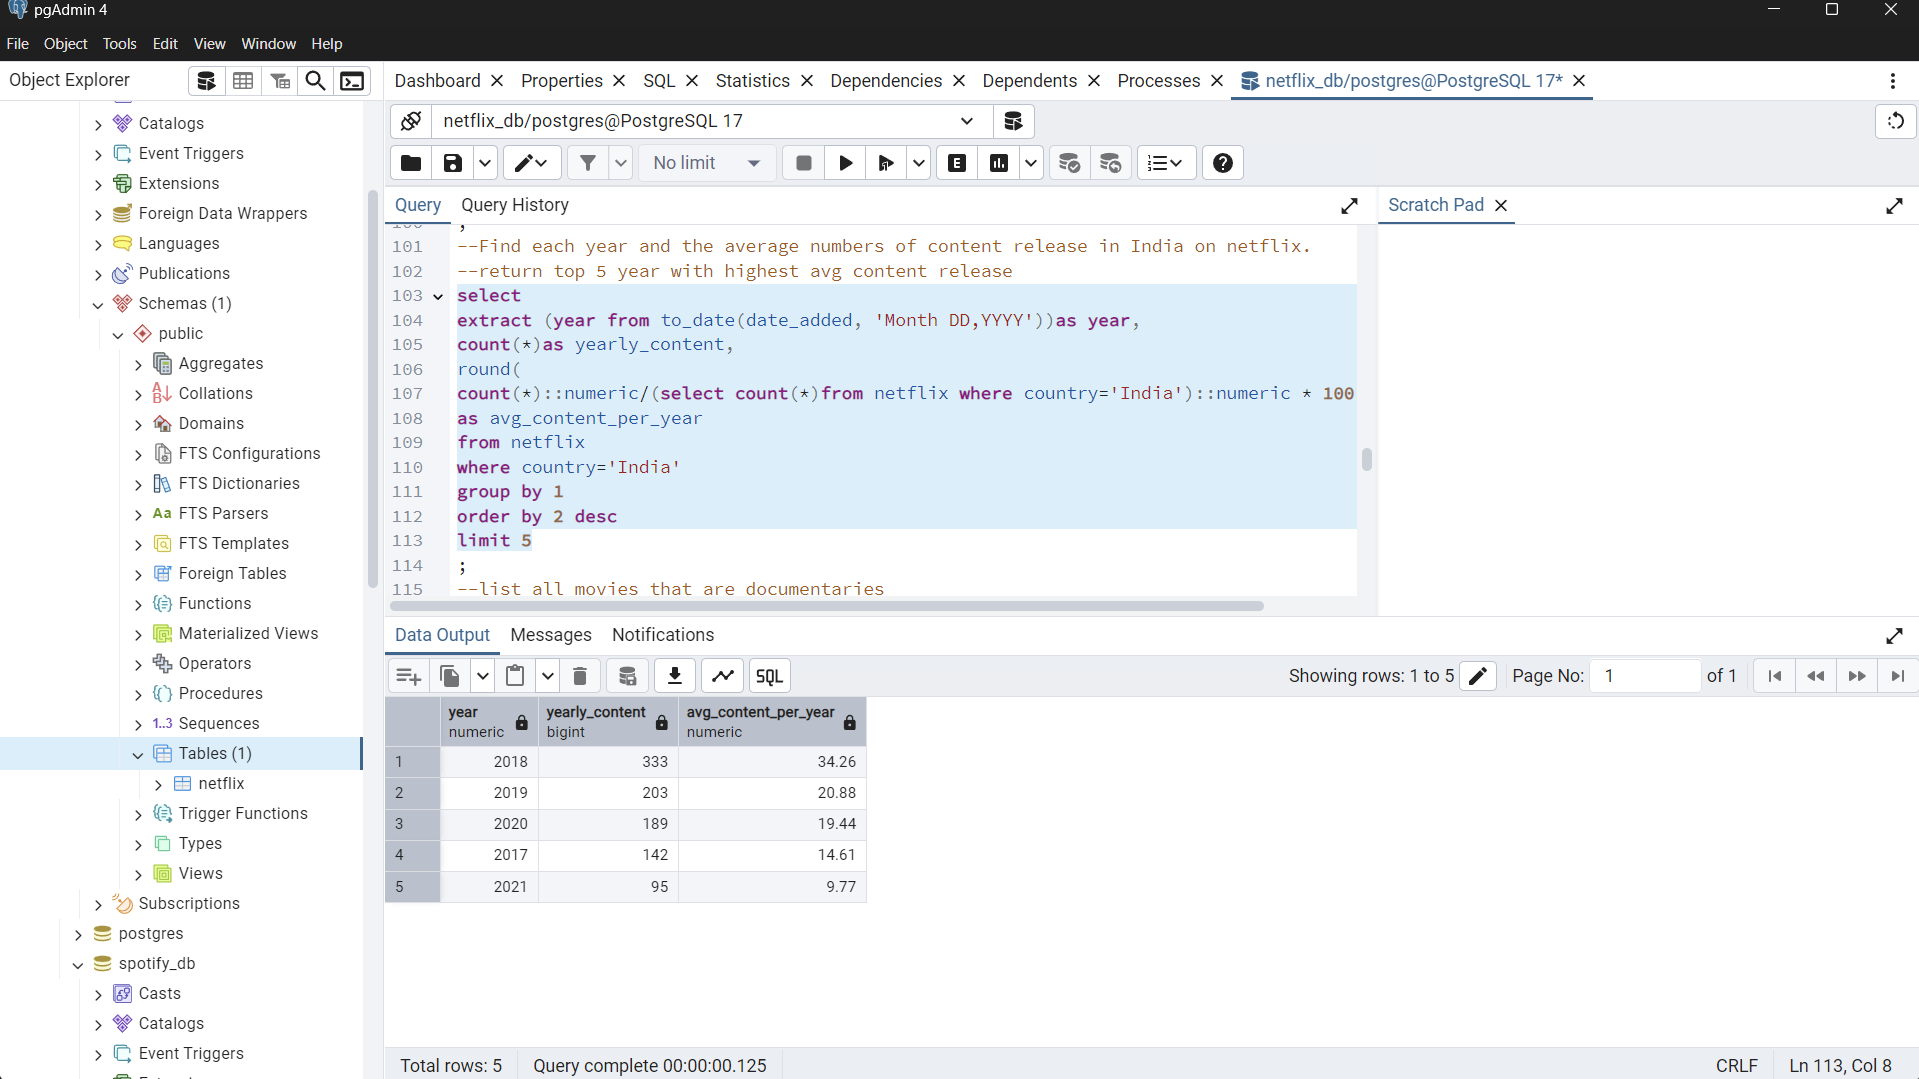 pgAdmin 4
File Object Tools Edit View Window Help
Object Explorer
Dashboard Properties SQL Statistics Dependencies Dependents Processes netflix_db/postgres@PostgreSQL 17*
netflix_db/postgres@PostgreSQL 17
No limit
Catalogs
Event Triggers
Extensions
Foreign Data Wrappers
Languages
Publications
Schemas (1)
public
Aggregates
Collations
Domains
FTS Configurations
FTS Dictionaries
FTS Parsers
FTS Templates
Foreign Tables
Functions
Materialized Views
Operators
Procedures
1..3 Sequences
Tables (1)
netflix
Trigger Functions
Types
Views
Subscriptions
postgres
spotify_db
Casts
Catalogs
Event Triggers
Query Query History
Scratch Pad
101 --Find each year and the average numbers of content release in India on netflix.
102 --return top 5 year with highest avg content release
103 select
104 extract (year from to_date(date_added, 'Month DD,YYYY'))as year,
105 count(*)as yearly_content,
106 round(
107 count(*)::numeric/(select count(*)from netflix where country='India')::numeric * 100
108 as avg_content_per_year
109 from netflix
110 where country='India'
111 group by 1
112 order by 2 desc
113 limit 5
114 ;
115 --list all movies that are documentaries
Data Output Messages Notifications
SQL
Showing rows: 1 to 5
Page No: 1 of 1
year numeric yearly_content bigint avg_content_per_year numeric
1 2018 333 34.26
2 2019 203 20.88
3 2020 189 19.44
4 2017 142 14.61
5 2021 95 9.77
Total rows: 5 Query complete 00:00:00.125 CRLF Ln 113, Col 8